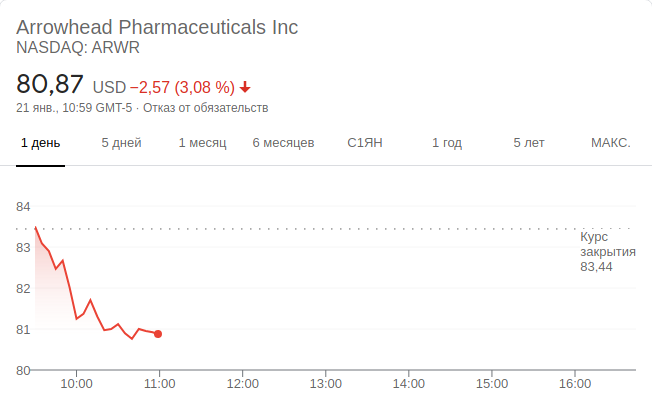 Arrowhead Pharmaceuticals Inc
NASDAQ: ARWR
80,87 USD −2,57 (3,08 %)
21 янв., 10:59 GMT-5 · Отказ от обязательств
1 день 5 дней 1 месяц 6 месяцев С1ЯН 1 год 5 лет МАКС.
84
83
82
81
80
Курс
закрытия
83,44
10:00 11:00 12:00 13:00 14:00 15:00 16:00